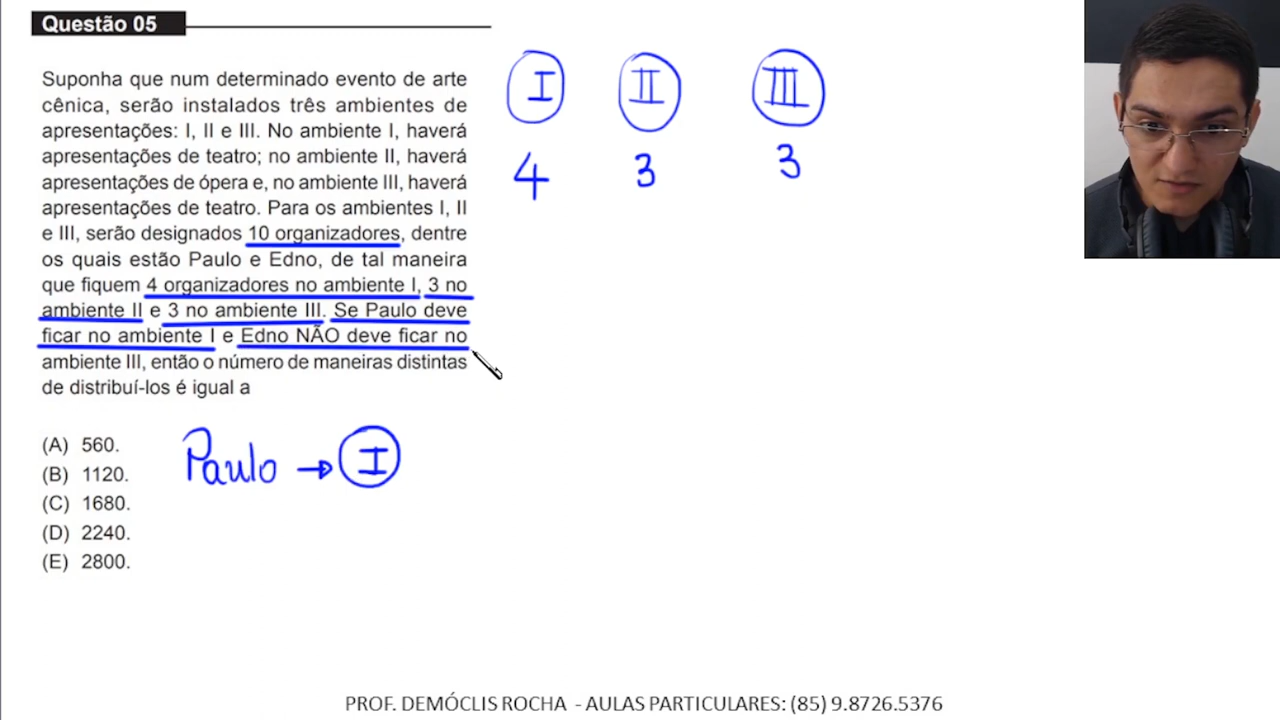 Questão 05
Suponha que num determinado evento de arte
cênica, serão instalados três ambientes de
apresentações: I, II e III. No ambiente I, haverá
apresentações de teatro; no ambiente II, haverá
apresentações de ópera e, no ambiente III, haverá
apresentações de teatro. Para os ambientes I, II
e III, serão designados 10 organizadores, dentre
os quais estão Paulo e Edno, de tal maneira
que fiquem 4 organizadores no ambiente I, 3 no
ambiente II e 3 no ambiente III. Se Paulo deve
ficar no ambiente I e Edno NÃO deve ficar no
ambiente III, então o número de maneiras distintas
de distribuí-los é igual a
(A) 560.
(B) 1120.
(C) 1680.
(D) 2240.
(E) 2800.
Paulo → I
I II III
4 3 3
PROF. DEMÓCLIS ROCHA - AULAS PARTICULARES: (85) 9.8726.5376